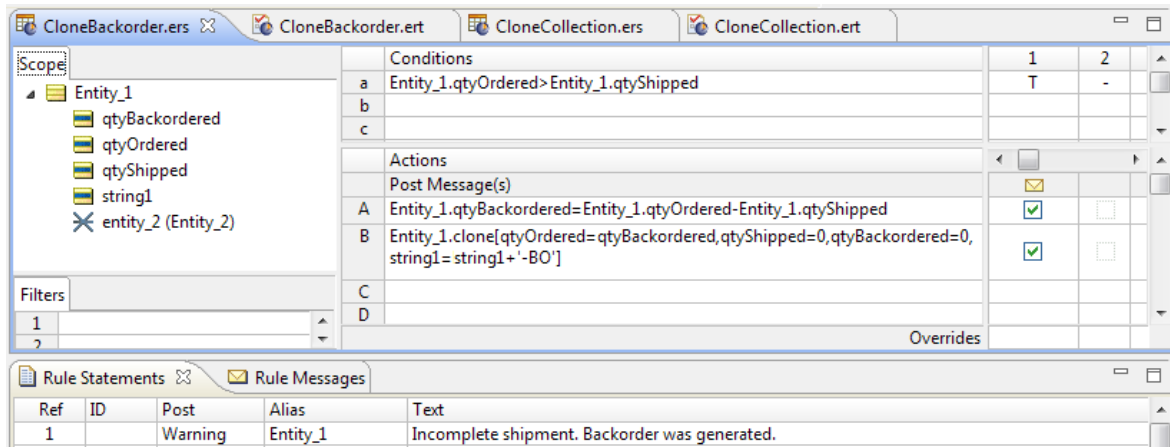 CloneBackorder.ers CloneBackorder.ert CloneCollection.ers CloneCollection.ert
Scope
Entity_1
qtyBackordered
qtyOrdered
qtyShipped
string1
entity_2 (Entity_2)
Filters
1
2
Conditions 1 2
a Entity_1.qtyOrdered>Entity_1.qtyShipped T -
b
c
Actions
Post Message(s)
A Entity_1.qtyBackordered=Entity_1.qtyOrdered-Entity_1.qtyShipped
B Entity_1.clone[qtyOrdered=qtyBackordered,qtyShipped=0,qtyBackordered=0,
string1=string1+'-BO']
C
D
Overrides
Rule Statements Rule Messages
Ref ID Post Alias Text
1 Warning Entity_1 Incomplete shipment. Backorder was generated.